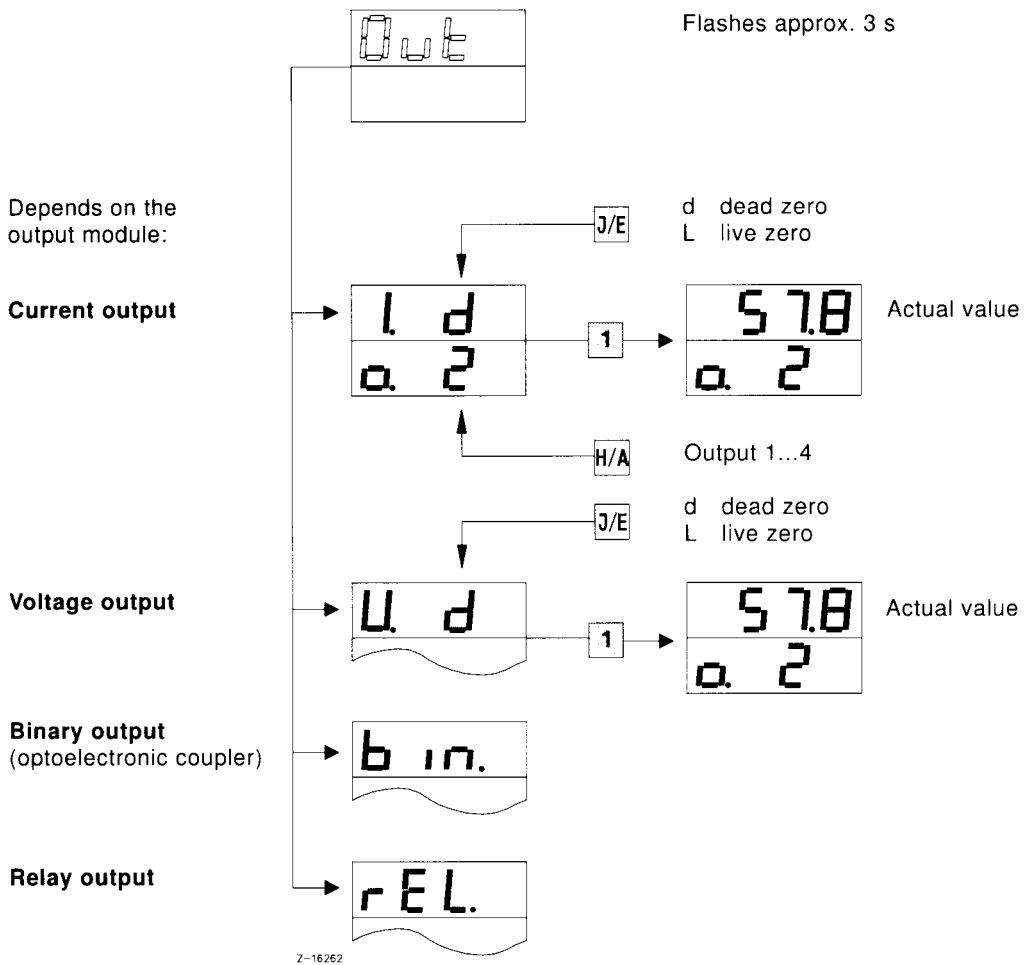 Out
Flashes approx. 3 s
Depends on the
output module:
J/E
d dead zero
L live zero
Current output
I. d
o. 2
1
57.8
o. 2
Actual value
H/A
Output 1...4
J/E
d dead zero
L live zero
Voltage output
U. d
1
57.8
o. 2
Actual value
Binary output
(optoelectronic coupler)
bin.
Relay output
rEL.
Z-16262